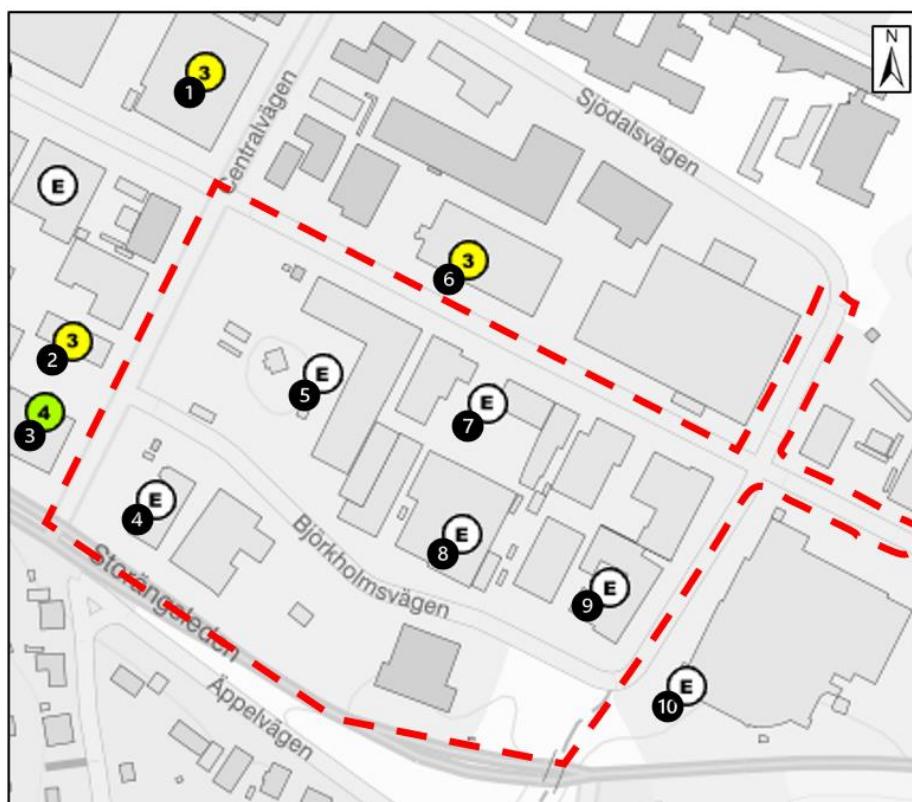 N
3
1
Centralvägen
Sjödalsvägen
E
3
6
3
2
E
5
E
7
4
3
E
4
E
8
Björkholmsvägen
E
9
Storängsleden
Äppelvägen
E
10